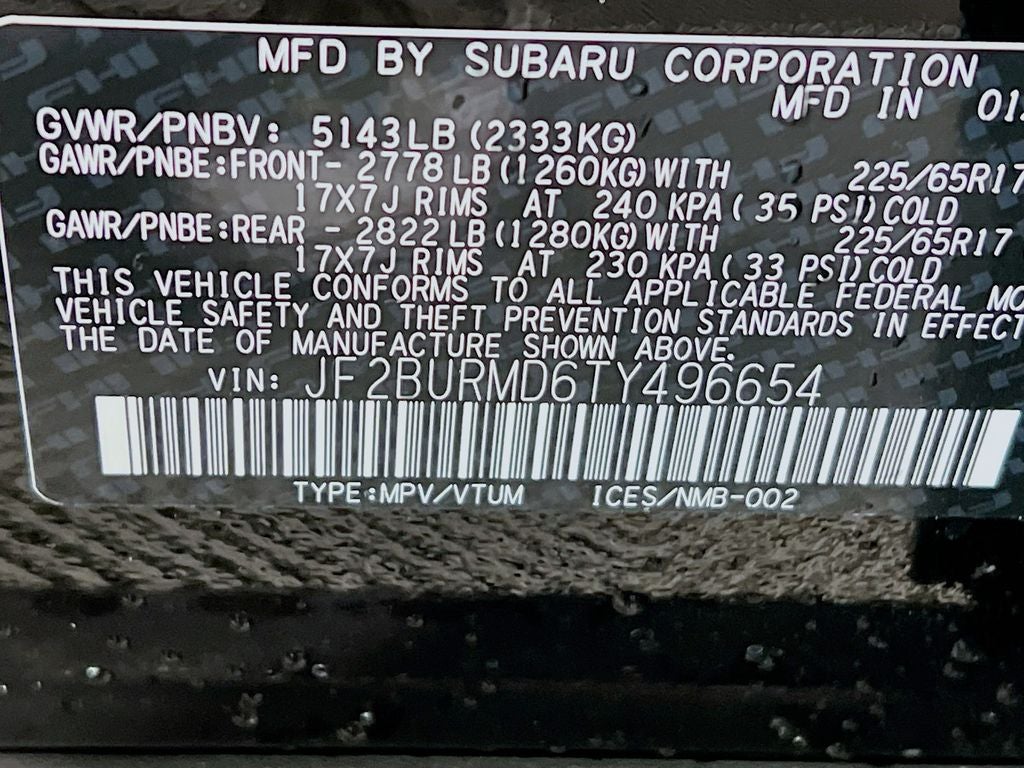 MFD BY SUBARU CORPORATION
MFD IN 01
GVWR/PNBV: 5143LB (2333KG)
GAWR/PNBE:FRONT- 2778 LB (1260KG) WITH 225/65R17
17X7J RIMS AT 240 KPA ( 35 PSI) COLD
GAWR/PNBE:REAR - 2822 LB (1280KG) WITH 225/65R17
17X7J RIMS AT 230 KPA ( 33 PSI) COLD
THIS VEHICLE CONFORMS TO ALL APPLICABLE FEDERAL MO
VEHICLE SAFETY AND THEFT PREVENTION STANDARDS IN EFFECT
THE DATE OF MANUFACTURE SHOWN ABOVE.
VIN: JF2BURMD6TY496654
TYPE:MPV/VTUM ICES/NMB-002